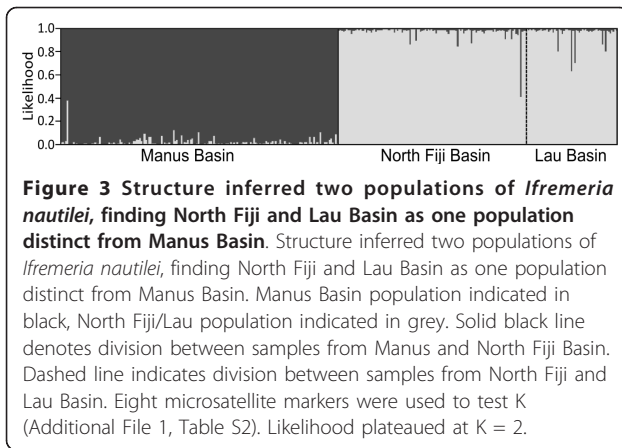 1.0
0.8
0.6
0.4
0.2
0.0
Likelihood
Manus Basin North Fiji Basin Lau Basin
Figure 3 Structure inferred two populations of Ifremeria
nautilei, finding North Fiji and Lau Basin as one population
distinct from Manus Basin. Structure inferred two populations of
Ifremeria nautilei, finding North Fiji and Lau Basin as one population
distinct from Manus Basin. Manus Basin population indicated in
black, North Fiji/Lau population indicated in grey. Solid black line
denotes division between samples from Manus and North Fiji Basin.
Dashed line indicates division between samples from North Fiji and
Lau Basin. Eight microsatellite markers were used to test K
(Additional File 1, Table S2). Likelihood plateaued at K = 2.